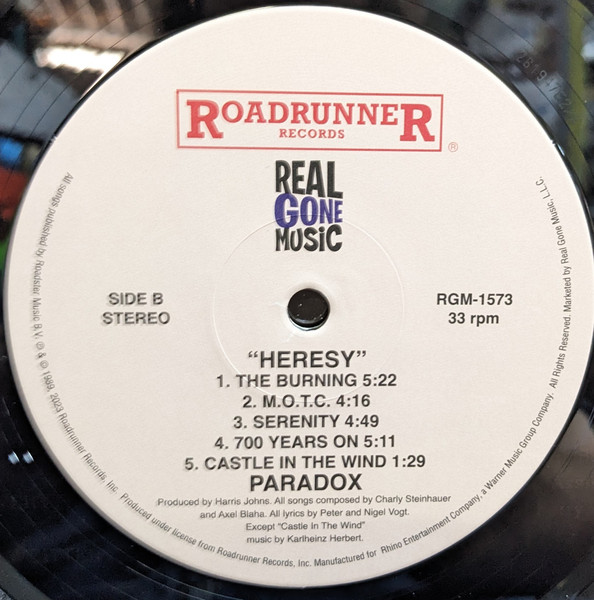 ROADRUNNER
RECORDS
®
REAL
GONE
MUSIC
SIDE B
STEREO
RGM-1573
33 rpm
“HERESY”
1. THE BURNING 5:22
2. M.O.T.C. 4:16
3. SERENITY 4:49
4. 700 YEARS ON 5:11
5. CASTLE IN THE WIND 1:29
PARADOX
Produced by Harris Johns. All songs composed by Charly Steinhauer
and Axel Blaha. All lyrics by Peter and Nigel Vogt.
Except “Castle In The Wind”
music by Karlheinz Herbert.
All songs published by Roadster Music B.V. ℗ & © 1989, 2023 Roadrunner Records, Inc. Produced under license from Roadrunner Records, Inc. Manufactured for Rhino Entertainment Company, a Warner Music Group Company. All Rights Reserved. Marketed by Real Gone Music, L.L.C.